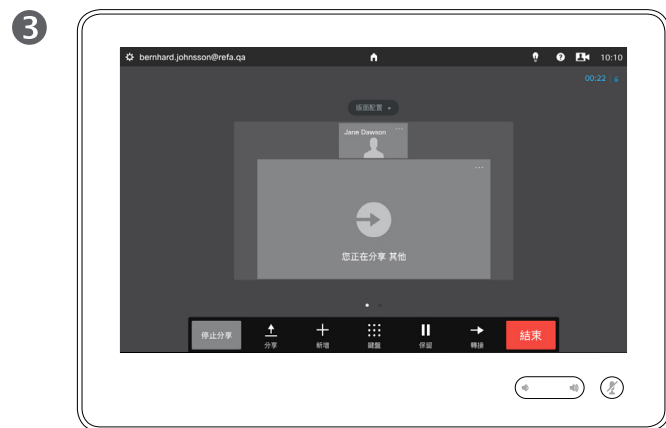 3
bernhard.johnsson@refa.qa
10:10
00:22
版面配置
Jane Dawson
您正在分享 其他
停止分享
分享
新增
鍵盤
保留
轉接
結束